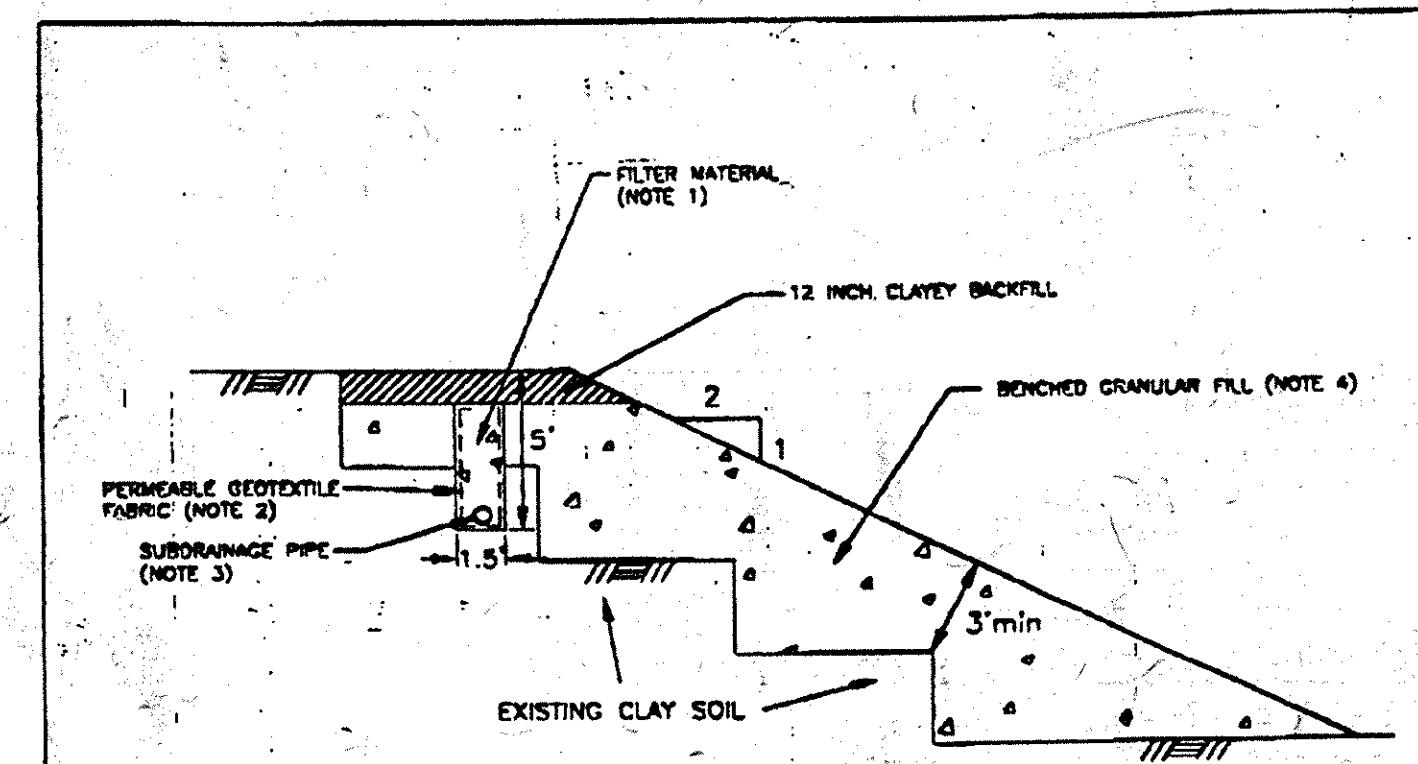 FILTER MATERIAL
(NOTE 1)
12 INCH. CLAYEY BACKFILL
2
1
BENCHED GRANULAR FILL (NOTE 4)
5'
PERMEABLE GEOTEXTILE
FABRIC (NOTE 2)
SUBDRAINAGE PIPE
(NOTE 3)
1.5'
3'min
EXISTING CLAY SOIL